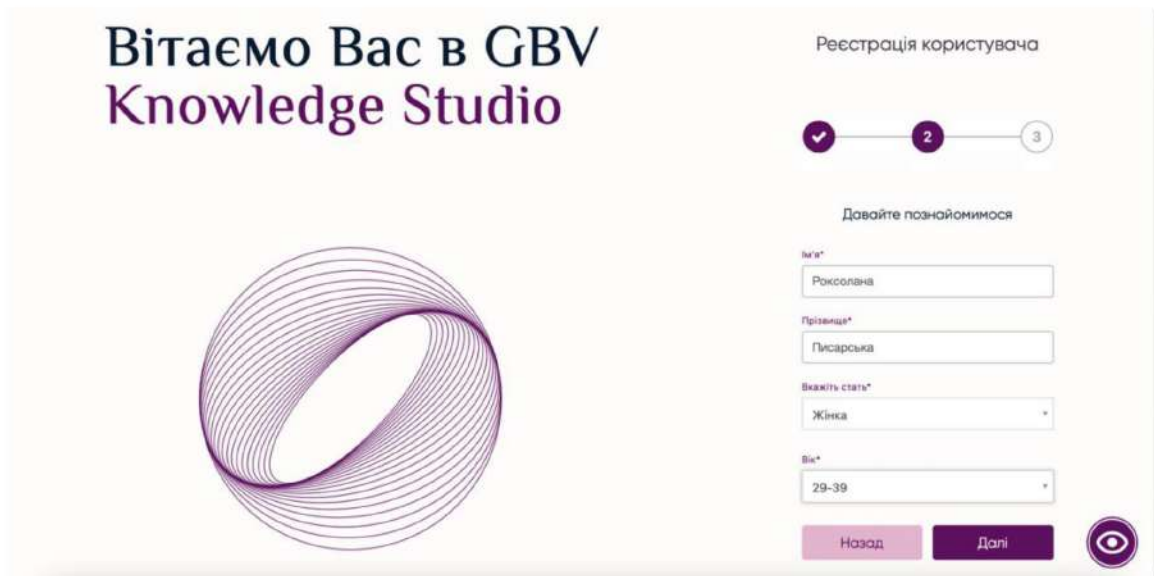 Вітаємо Вас в GBV
Knowledge Studio
Реєстрація користувача
2
3
Давайте познайомимося
Ім'я*
Роксолана
Прізвище*
Писарська
Вкажіть стать*
Жінка
Вік*
29-39
Назад
Далі